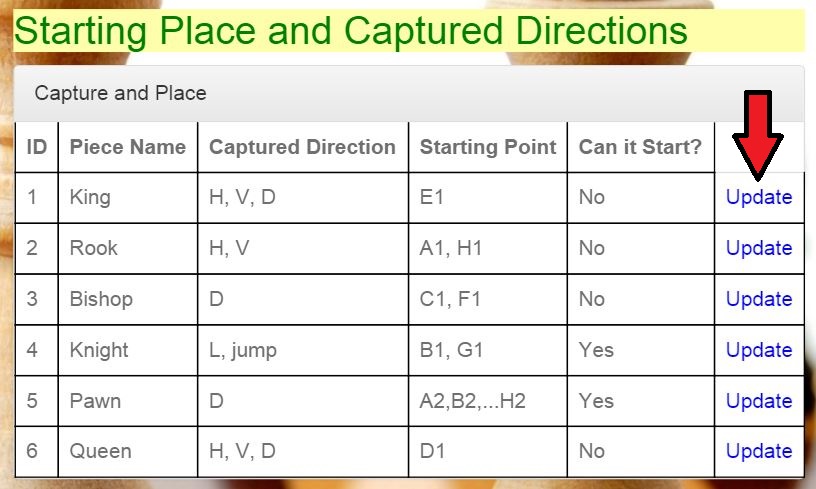 Starting Place and Captured Directions
Capture and Place
ID Piece Name Captured Direction Starting Point Can it Start?
1 King H, V, D E1 No Update
2 Rook H, V A1, H1 No Update
3 Bishop D C1, F1 No Update
4 Knight L, jump B1, G1 Yes Update
5 Pawn D A2,B2,...H2 Yes Update
6 Queen H, V, D D1 No Update